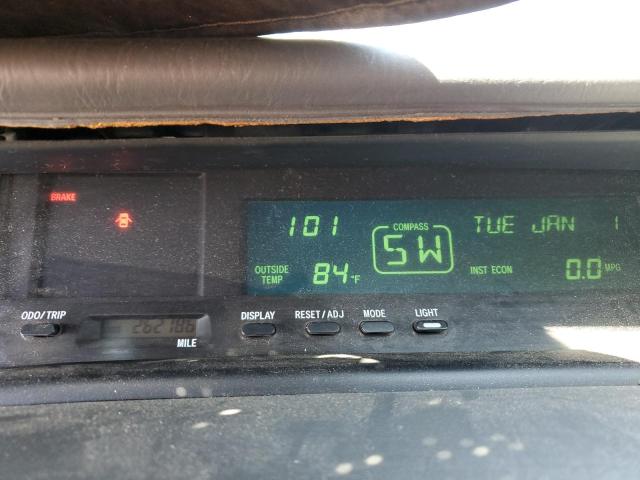 BRAKE
101
COMPASS
SW
TUE JAN 1
OUTSIDE TEMP
84°F
INST ECON
0.0 MPG
ODO/TRIP
262186
MILE
DISPLAY
RESET/ADJ
MODE
LIGHT